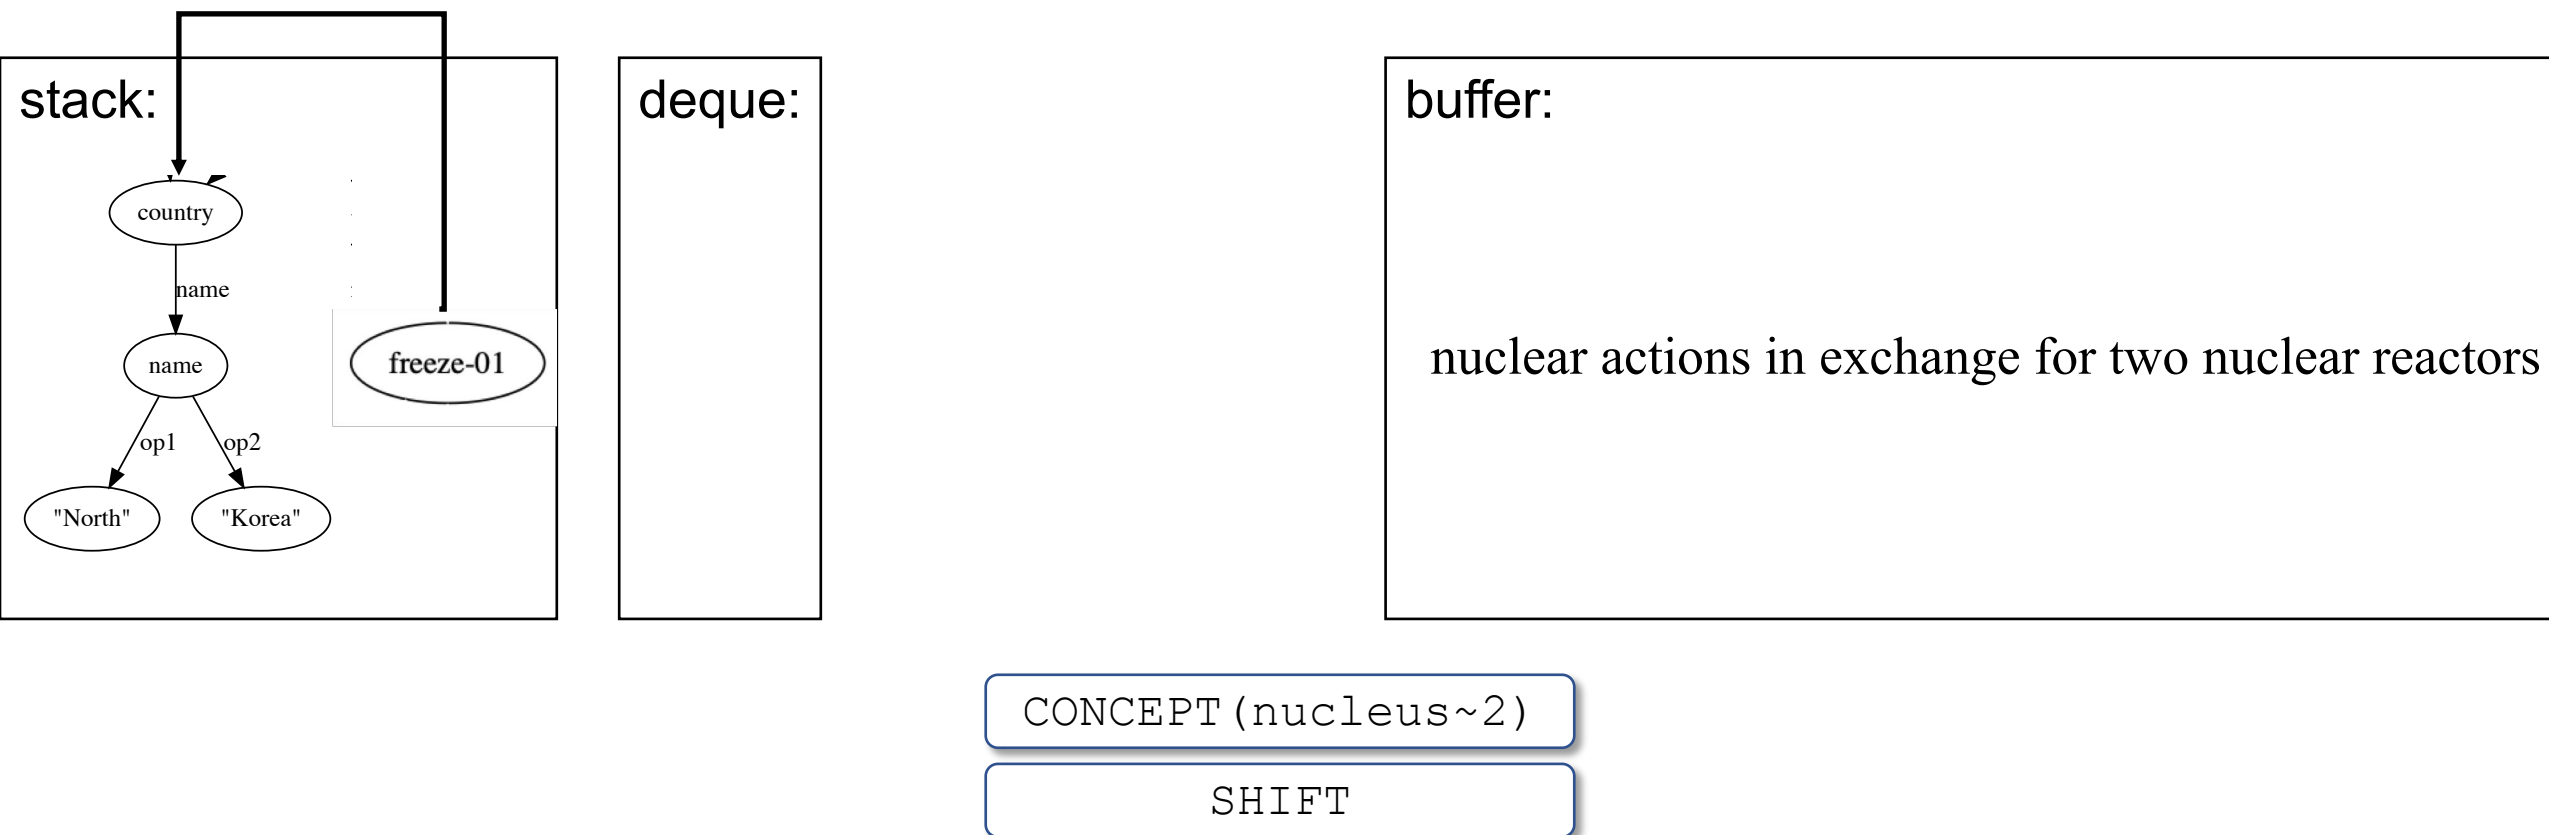 stack:
deque:
buffer:
country
name
name
freeze-01
op1
op2
"North"
"Korea"
nuclear actions in exchange for two nuclear reactors
CONCEPT(nucleus~2)
SHIFT